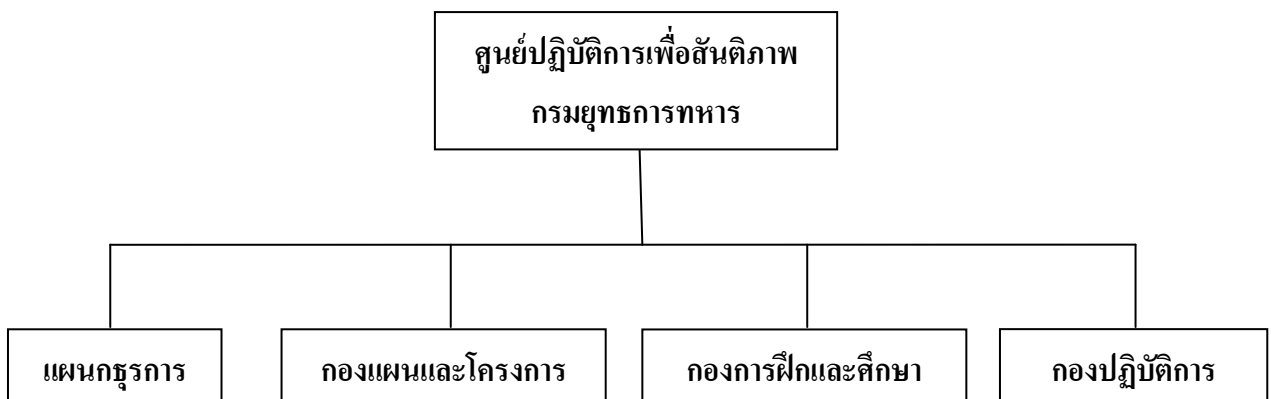 ศูนย์ปฏิบัติการเพื่อสันติภาพ
กรมยุทธการทหาร
แผนกธุรการ
กองแผนและโครงการ
กองการฝึกและศึกษา
กองปฏิบัติการ